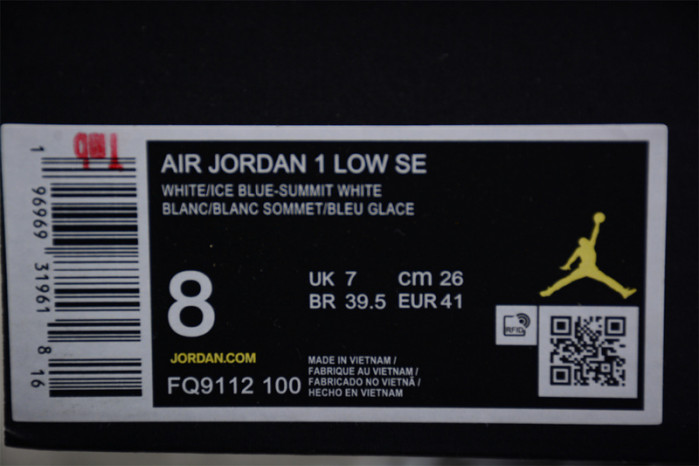 AIR JORDAN 1 LOW SE
WHITE/ICE BLUE-SUMMIT WHITE
BLANC/BLANC SOMMET/BLEU GLACE
8
UK 7 cm 26
BR 39.5 EUR 41
RFID
JORDAN.COM
FQ9112 100
MADE IN VIETNAM /
FABRIQUE AU VIETNAM /
FABRICADO NO VIETNÃ /
HECHO EN VIETNAM
1 96969 31961 8 16